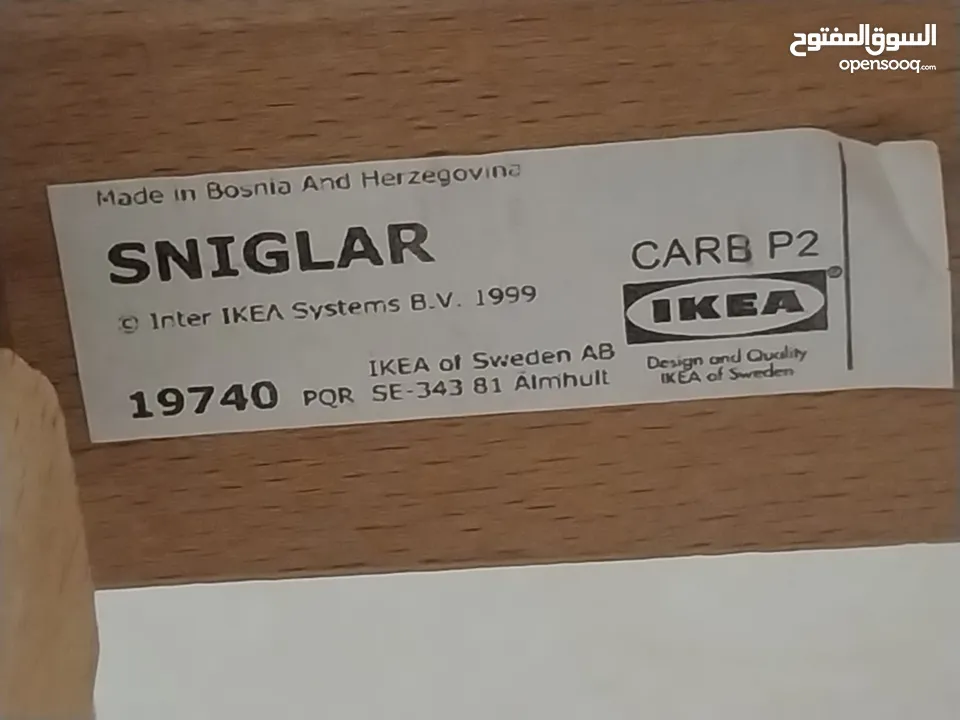 السوق المفتوح
opensooq.com
Made in Bosnia And Herzegovina
SNIGLAR
CARB P2
© Inter IKEA Systems B.V. 1999
IKEA®
IKEA of Sweden AB
Design and Quality
19740 PQR SE-343 81 Älmhult
IKEA of Sweden